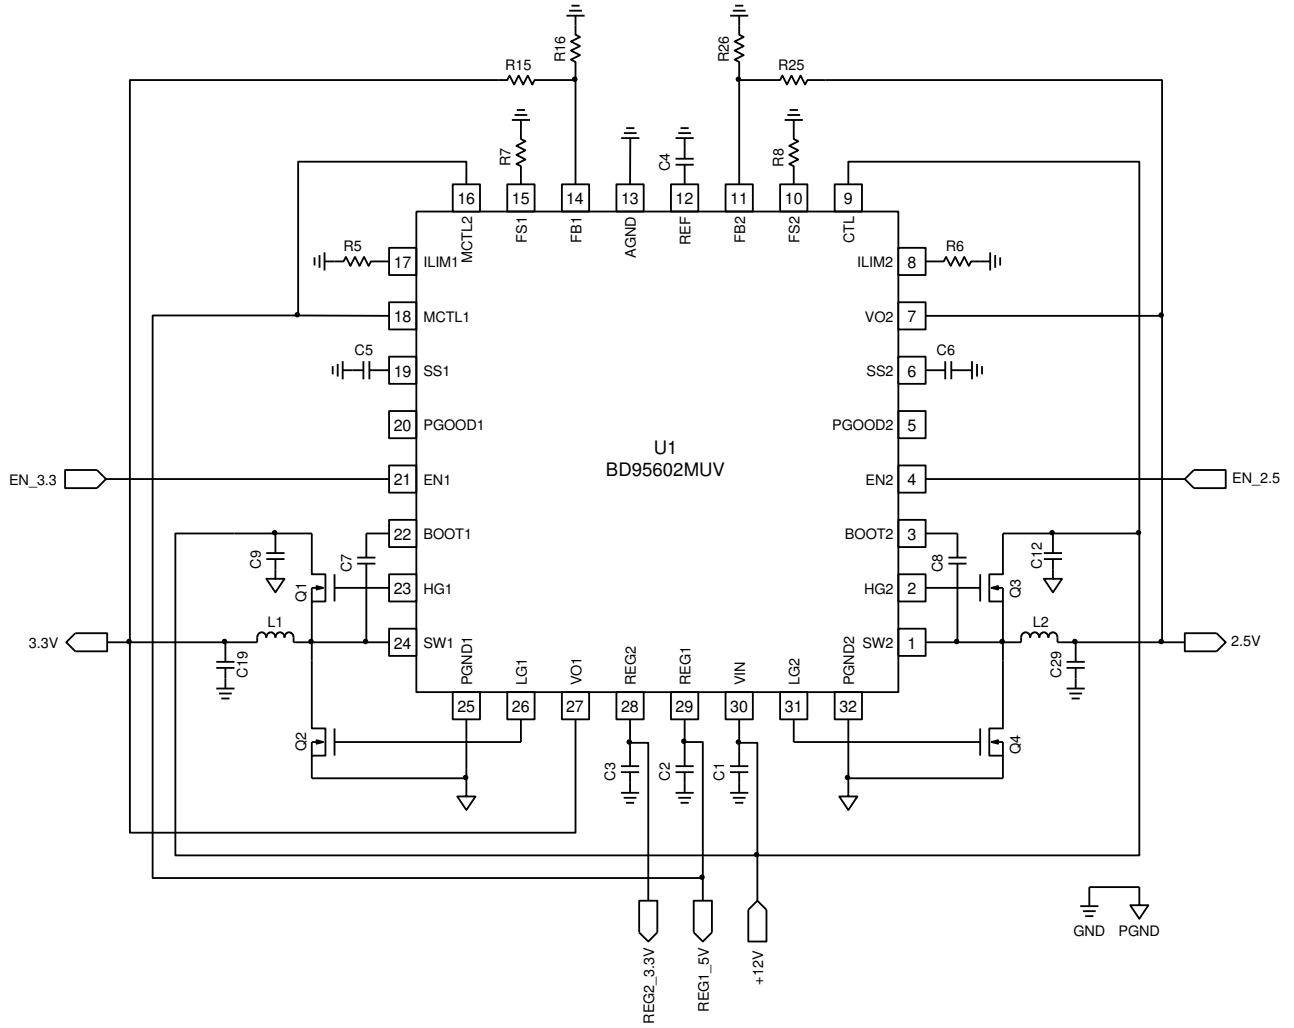 R16
R26
R15
R25
R7
C4
R8
16
15
14
13
12
11
10
9
MCTL2
FS1
FB1
AGND
REF
FB2
FS2
CTL
R5
17
ILIM1
ILIM2
8
R6
18
MCTL1
VO2
7
C5
19
SS1
SS2
6
C6
20
PGOOD1
PGOOD2
5
U1
BD95602MUV
EN_3.3
21
EN1
EN2
4
EN_2.5
22
BOOT1
BOOT2
3
C9
C7
C8
C12
Q1
23
HG1
HG2
2
Q3
3.3V
L1
24
SW1
SW2
1
L2
2.5V
C19
C29
PGND1
LG1
VO1
REG2
REG1
VIN
LG2
PGND2
25
26
27
28
29
30
31
32
Q2
Q4
C3
C2
C1
REG2_3.3V
REG1_5V
+12V
GND
PGND